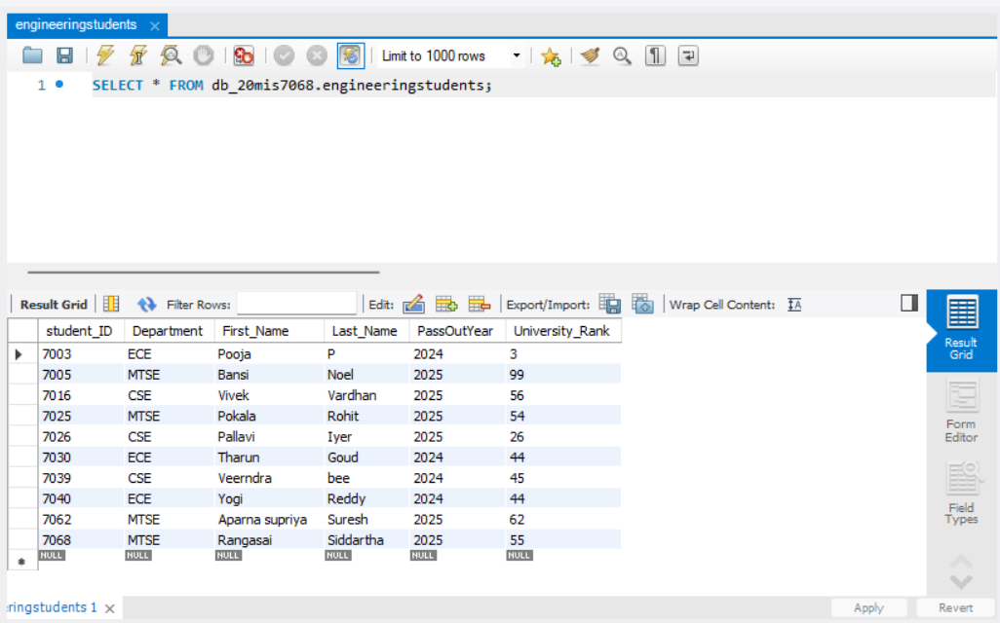 engineeringstudents ×
Limit to 1000 rows
1 SELECT * FROM db_20mis7068.engineeringstudents;
Result Grid Filter Rows: Edit: Export/Import: Wrap Cell Content: IA
student_ID Department First_Name Last_Name PassOutYear University_Rank
7003 ECE Pooja P 2024 3
7005 MTSE Bansi Noel 2025 99
7016 CSE Vivek Vardhan 2025 56
7025 MTSE Pokala Rohit 2025 54
7026 CSE Pallavi Iyer 2025 26
7030 ECE Tharun Goud 2024 44
7039 CSE Veerndra bee 2024 45
7040 ECE Yogi Reddy 2024 44
7062 MTSE Aparna supriya Suresh 2025 62
7068 MTSE Rangasai Siddartha 2025 55
NULL NULL NULL NULL NULL NULL
Result
Grid
Form
Editor
Field
Types
ringstudents 1 ×
Apply Revert